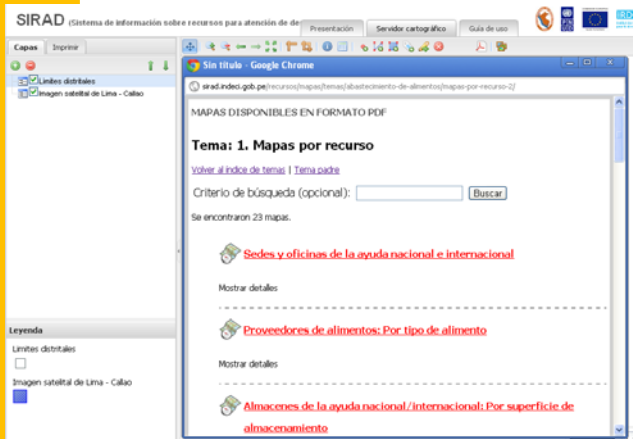 SIRAD (Sistema de información sobre recursos para atención de de
Presentación
Servidor cartográfico
Guía de uso
Capas
Imprimir
Limites distritales
Imagen satelital de Lima - Callao
Sin título - Google Chrome
sirad.indeci.gob.pe/recursos/mapas/temas/abastecimiento-de-alimentos/mapas-por-recurso-2/
MAPAS DISPONIBLES EN FORMATO PDF
Tema: 1. Mapas por recurso
Volver al indice de temas | Tema padre
Criterio de búsqueda (opcional):
Buscar
Se encontraron 23 mapas.
Sedes y oficinas de la ayuda nacional e internacional
Mostrar detalles
Proveedores de alimentos: Por tipo de alimento
Mostrar detalles
Almacenes de la ayuda nacional/internacional: Por superficie de
almacenamiento
Leyenda
Limites distritales
Imagen satelital de Lima - Callao